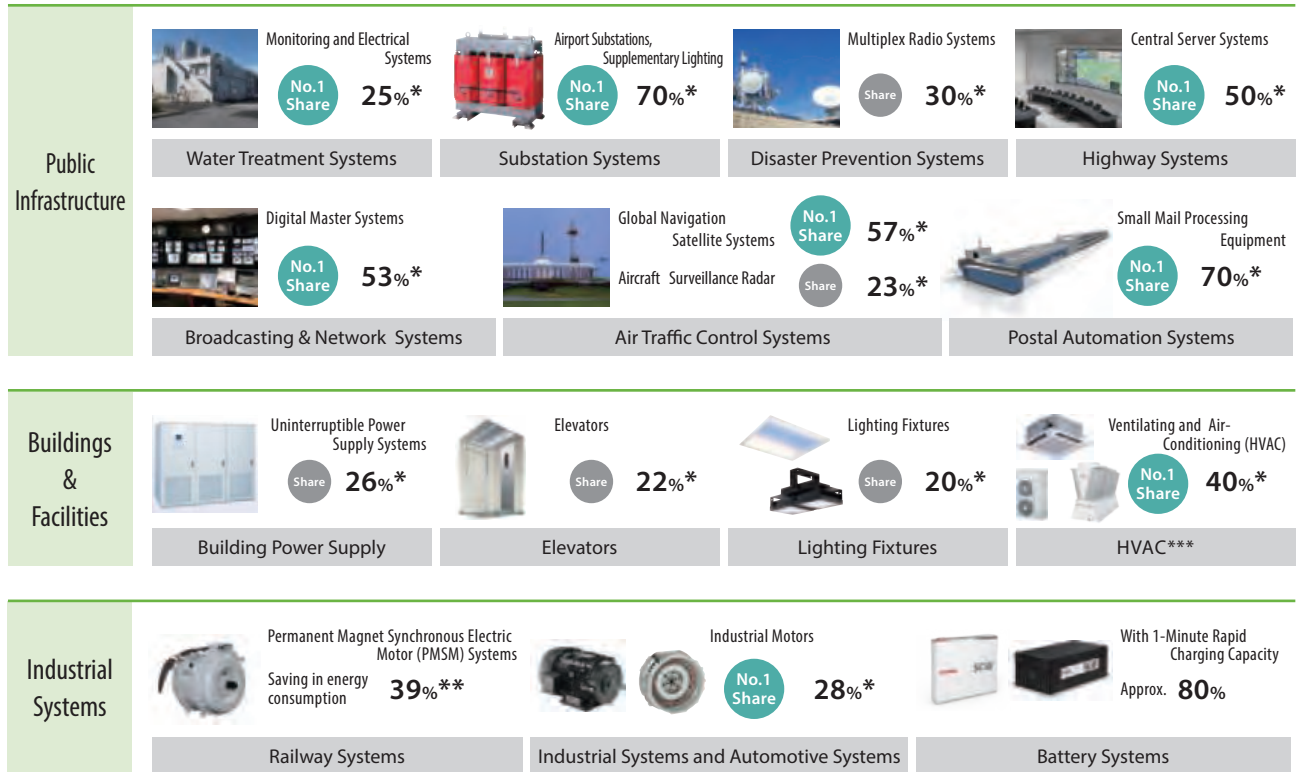 Public
Infrastructure
Monitoring and Electrical
Systems
No.1
Share
25%*
Water Treatment Systems
Airport Substations,
Supplementary Lighting
No.1
Share
70%*
Substation Systems
Multiplex Radio Systems
Share
30%*
Disaster Prevention Systems
Central Server Systems
No.1
Share
50%*
Highway Systems
Digital Master Systems
No.1
Share
53%*
Broadcasting & Network Systems
Global Navigation
Satellite Systems
No.1
Share
57%*
Aircraft Surveillance Radar
Share
23%*
Air Traffic Control Systems
Small Mail Processing
Equipment
No.1
Share
70%*
Postal Automation Systems
Buildings
&
Facilities
Uninterruptible Power
Supply Systems
Share
26%*
Building Power Supply
Elevators
Share
22%*
Elevators
Lighting Fixtures
Share
20%*
Lighting Fixtures
Ventilating and Air-
Conditioning (HVAC)
No.1
Share
40%*
HVAC***
Industrial
Systems
Permanent Magnet Synchronous Electric
Motor (PMSM) Systems
Saving in energy
consumption
39%**
Railway Systems
Industrial Motors
No.1
Share
28%*
Industrial Systems and Automotive Systems
With 1-Minute Rapid
Charging Capacity
Approx. 80%
Battery Systems